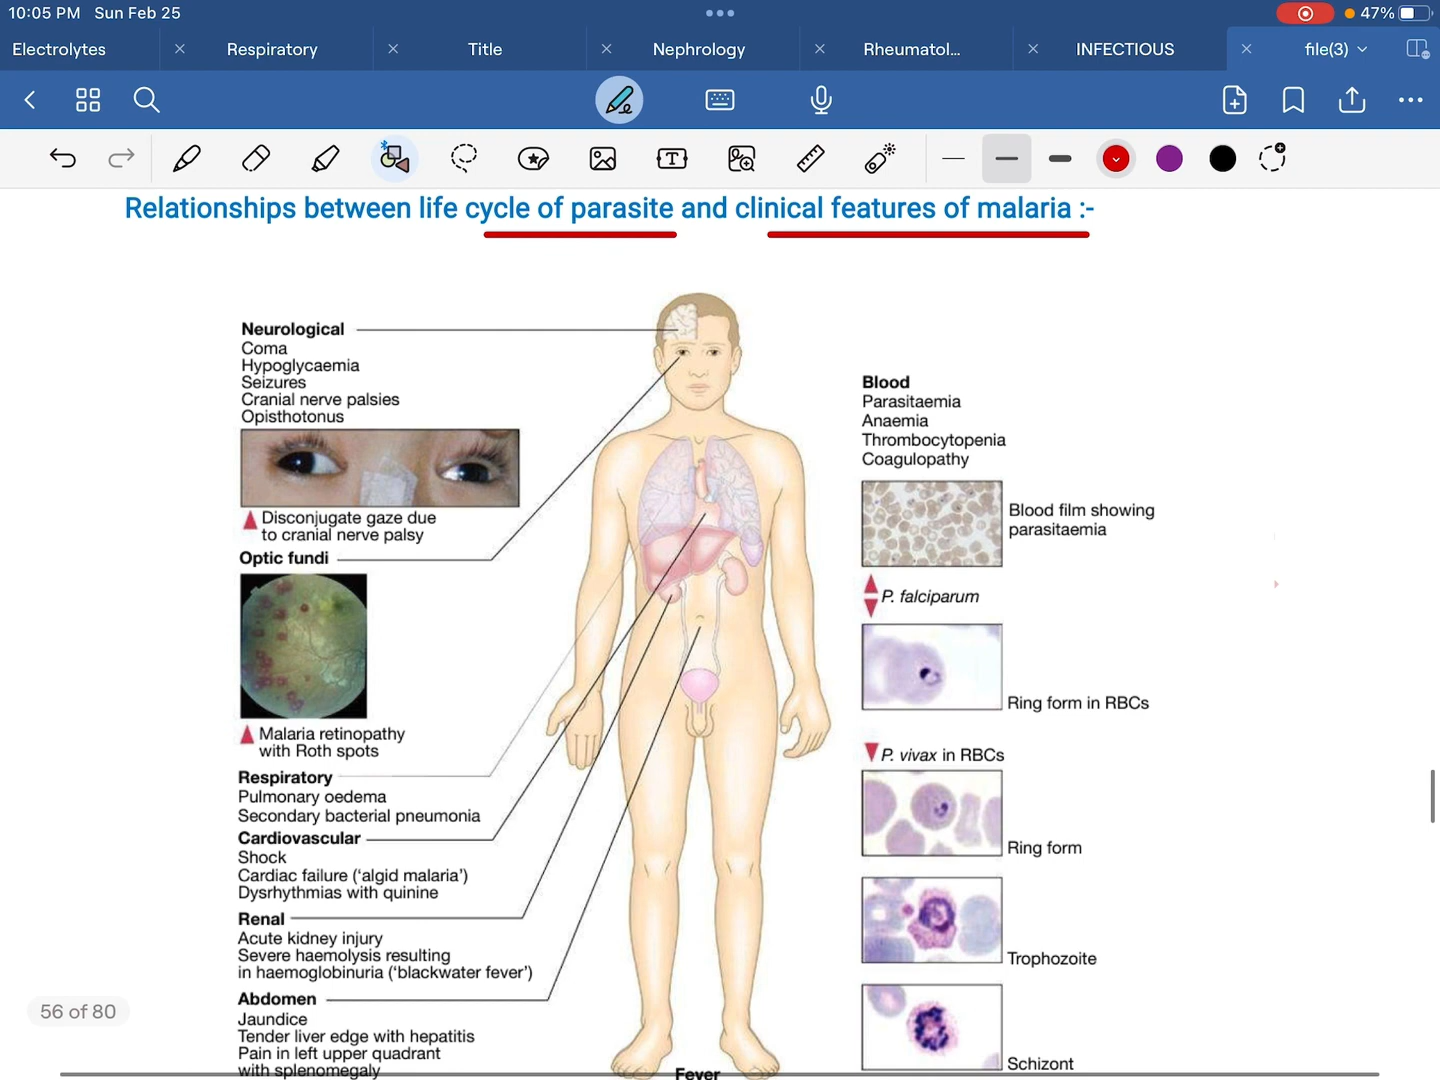 10:05 PM Sun Feb 25
47%
Electrolytes
Respiratory
Title
Nephrology
Rheumatol...
INFECTIOUS
file(3)
Relationships between life cycle of parasite and clinical features of malaria :-
Neurological
Coma
Hypoglycaemia
Seizures
Cranial nerve palsies
Opisthotonus
Disconjugate gaze due
to cranial nerve palsy
Optic fundi
Malaria retinopathy
with Roth spots
Respiratory
Pulmonary oedema
Secondary bacterial pneumonia
Cardiovascular
Shock
Cardiac failure (‘algid malaria’)
Dysrhythmias with quinine
Renal
Acute kidney injury
Severe haemolysis resulting
in haemoglobinuria (‘blackwater fever’)
Abdomen
Jaundice
Tender liver edge with hepatitis
Pain in left upper quadrant
with splenomegaly
Fever
Blood
Parasitaemia
Anaemia
Thrombocytopenia
Coagulopathy
Blood film showing
parasitaemia
P. falciparum
Ring form in RBCs
P. vivax in RBCs
Ring form
Trophozoite
Schizont
56 of 80